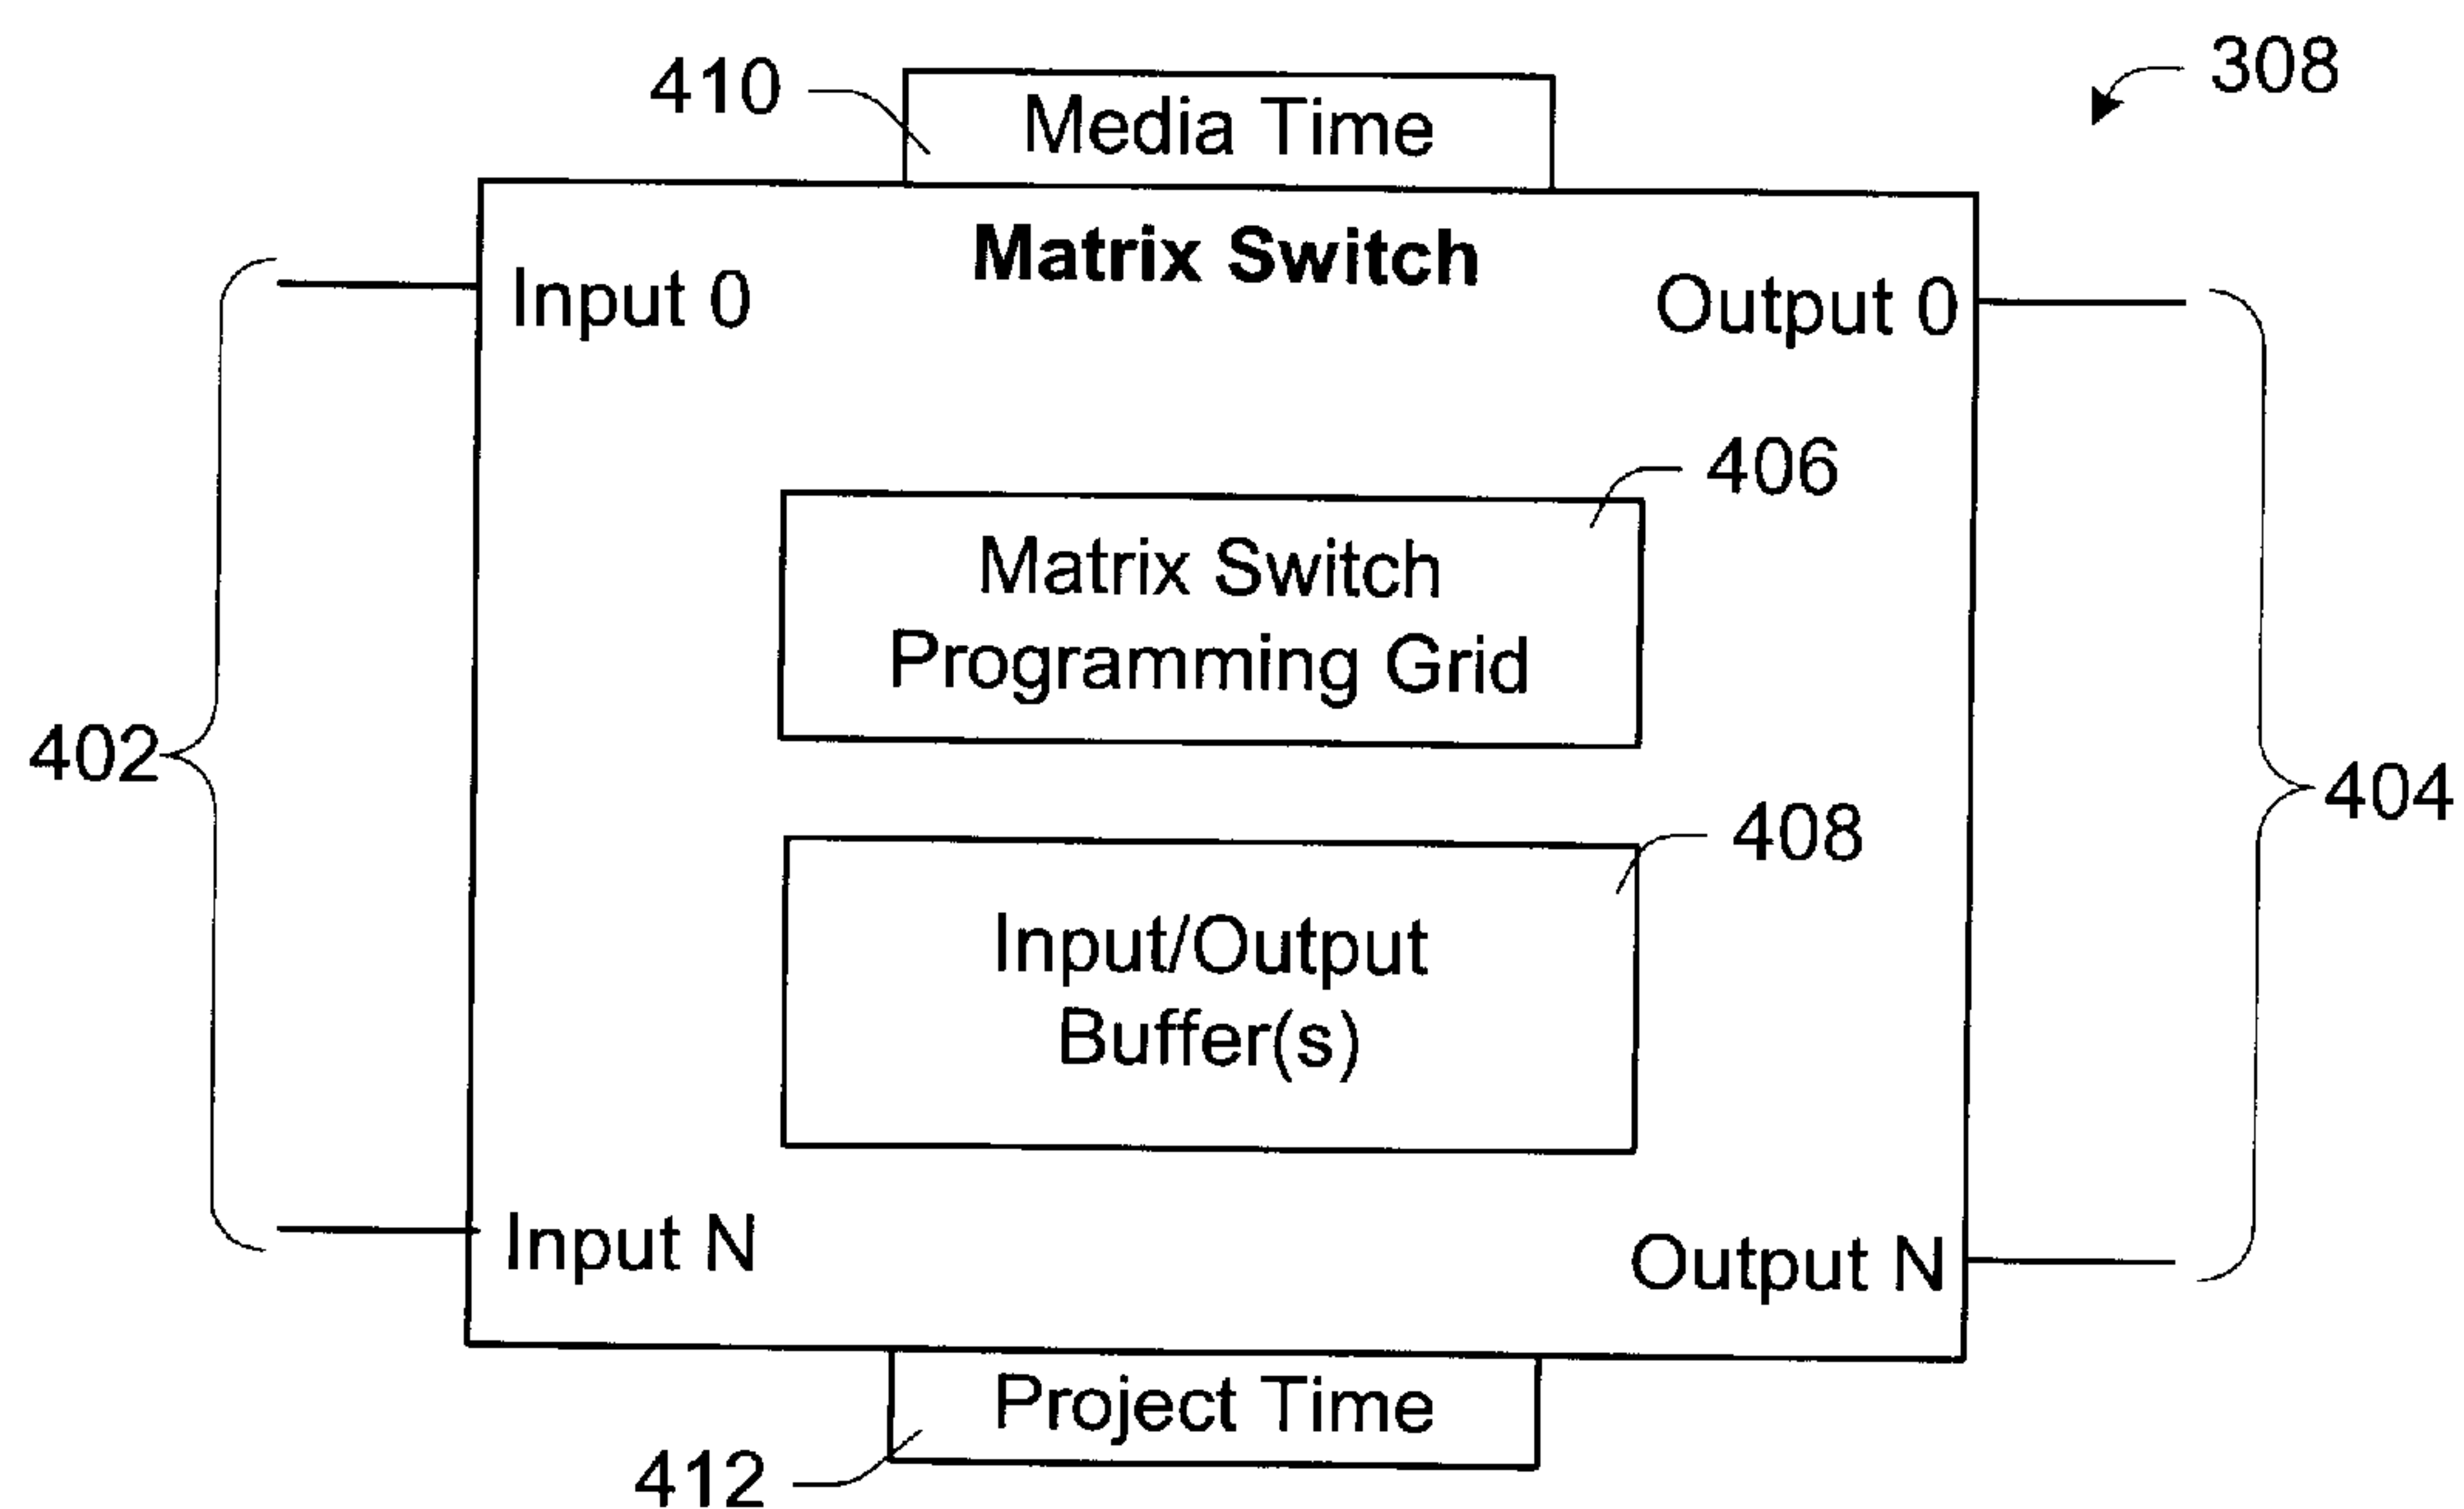 410
Media Time
308
Matrix Switch
Input 0
Output 0
406
Matrix Switch
Programming Grid
402
404
408
Input/Output
Buffer(s)
Input N
Output N
Project Time
412